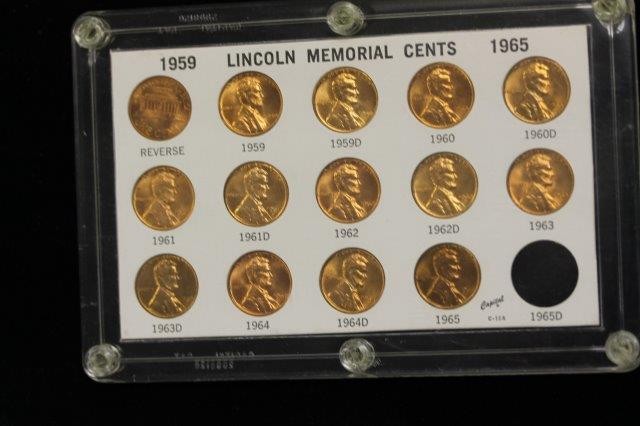 1959 LINCOLN MEMORIAL CENTS 1965
REVERSE 1959 1959D 1960 1960D
1961 1961D 1962 1962D 1963
1963D 1964 1964D 1965 Capital 1965D